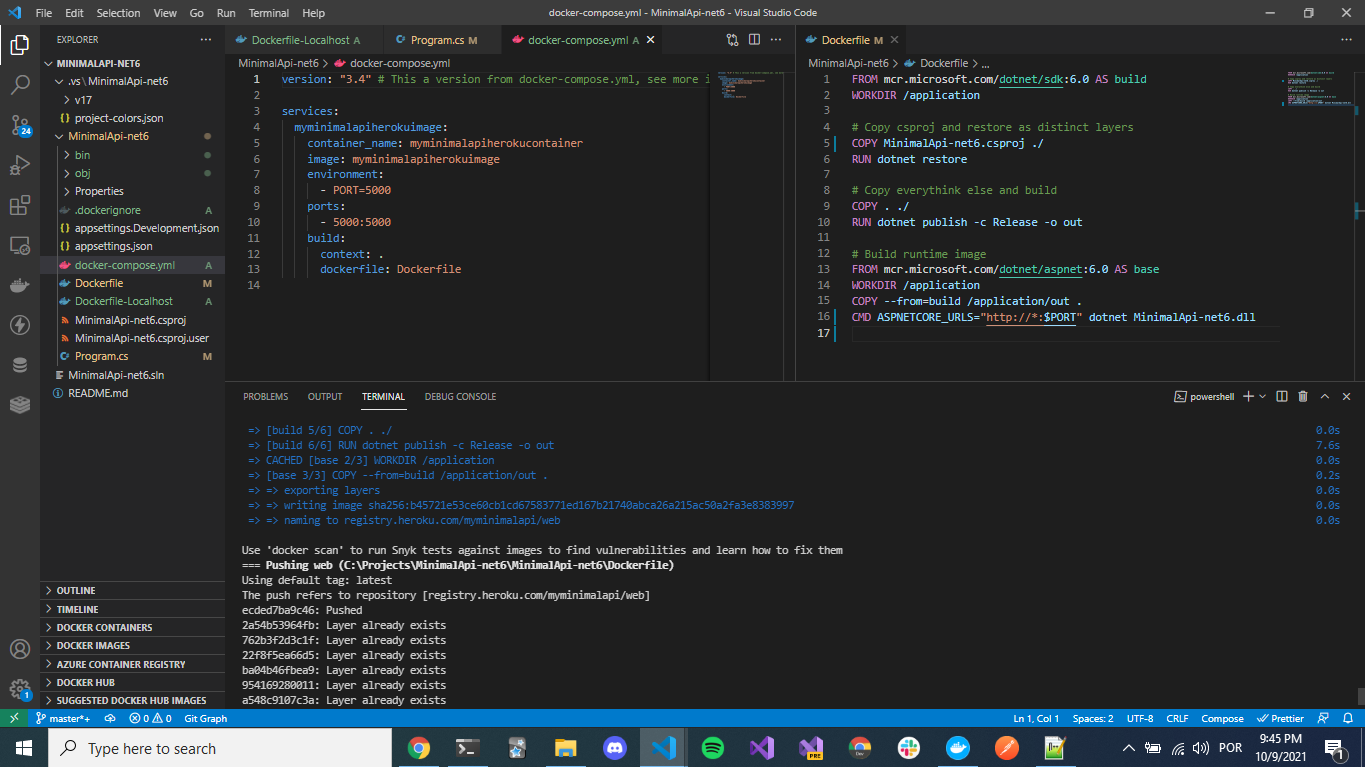 File Edit Selection View Go Run Terminal Help
docker-compose.yml - MinimalApi-net6 - Visual Studio Code
EXPLORER
MINIMALAPI-NET6
.vs\MinimalApi-net6
v17
project-colors.json
MinimalApi-net6
bin
obj
Properties
.dockerignore A
appsettings.Development.json
appsettings.json
docker-compose.yml A
Dockerfile M
Dockerfile-Localhost A
MinimalApi-net6.csproj
MinimalApi-net6.csproj.user
Program.cs M
MinimalApi-net6.sln
README.md
OUTLINE
TIMELINE
DOCKER CONTAINERS
DOCKER IMAGES
AZURE CONTAINER REGISTRY
DOCKER HUB
SUGGESTED DOCKER HUB IMAGES
24
1
Dockerfile-Localhost A
Program.cs M
docker-compose.yml A
MinimalApi-net6 > docker-compose.yml
1 version: "3.4" # This a version from docker-compose.yml, see more i
2
3 services:
4 myminimalapiherokuimage:
5 container_name: myminimalapiherokucontainer
6 image: myminimalapiherokuimage
7 environment:
8 - PORT=5000
9 ports:
10 - 5000:5000
11 build:
12 context: .
13 dockerfile: Dockerfile
14
Dockerfile M
MinimalApi-net6 > Dockerfile > ...
1 FROM mcr.microsoft.com/dotnet/sdk:6.0 AS build
2 WORKDIR /application
3
4 # Copy csproj and restore as distinct layers
5 COPY MinimalApi-net6.csproj ./
6 RUN dotnet restore
7
8 # Copy everythink else and build
9 COPY . ./
10 RUN dotnet publish -c Release -o out
11
12 # Build runtime image
13 FROM mcr.microsoft.com/dotnet/aspnet:6.0 AS base
14 WORKDIR /application
15 COPY --from=build /application/out .
16 CMD ASPNETCORE_URLS="http://*:$PORT" dotnet MinimalApi-net6.dll
17
PROBLEMS OUTPUT TERMINAL DEBUG CONSOLE
powershell
=> [build 5/6] COPY . ./ 0.0s
=> [build 6/6] RUN dotnet publish -c Release -o out 7.6s
=> CACHED [base 2/3] WORKDIR /application 0.0s
=> [base 3/3] COPY --from=build /application/out . 0.2s
=> => exporting layers 0.0s
=> => writing image sha256:b45721e53ce60cb1cd67583771ed167b21740abca26a215ac50a2fa3e8383997 0.0s
=> => naming to registry.heroku.com/myminimalapi/web 0.0s
Use 'docker scan' to run Snyk tests against images to find vulnerabilities and learn how to fix them
=== Pushing web (C:\Projects\MinimalApi-net6\MinimalApi-net6\Dockerfile)
Using default tag: latest
The push refers to repository [registry.heroku.com/myminimalapi/web]
ecded7ba9c46: Pushed
2a54b53964fb: Layer already exists
762b3f2d3c1f: Layer already exists
22f8f5ea66d5: Layer already exists
ba04b46fbea9: Layer already exists
954169280011: Layer already exists
a548c9107c3a: Layer already exists
master*+ 0 0 Git Graph
Ln 1, Col 1 Spaces: 2 UTF-8 CRLF Compose Prettier
Type here to search
PRE
Dev
POR
9:45 PM
10/9/2021
1